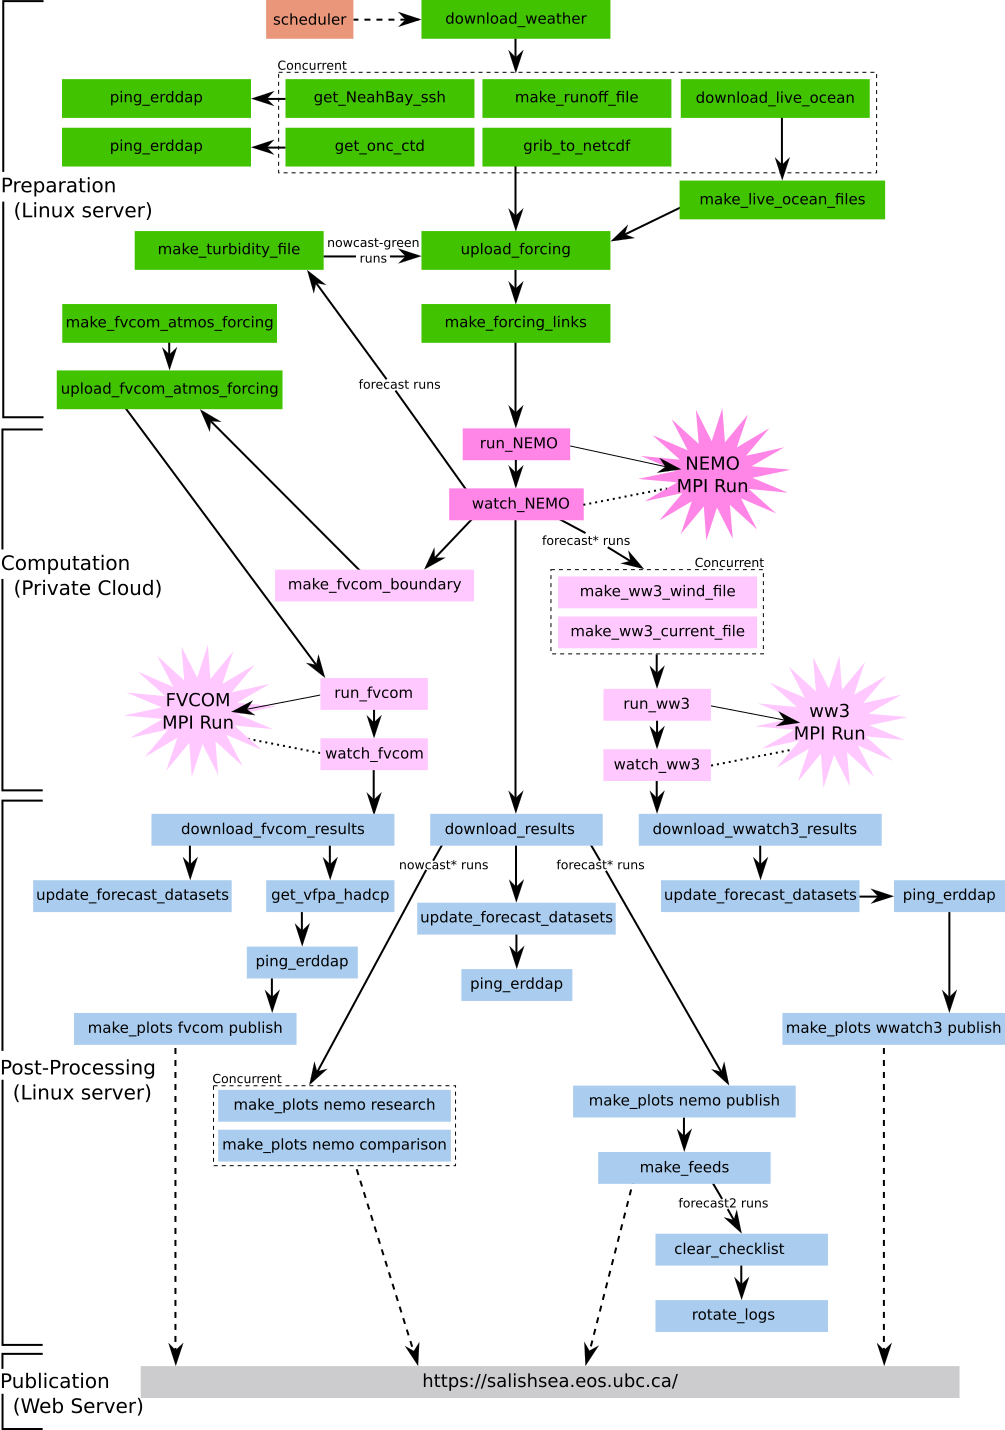 scheduler
download_weather
Concurrent
ping_erddap
get_NeahBay_ssh
make_runoff_file
download_live_ocean
ping_erddap
get_onc_ctd
grib_to_netcdf
Preparation
(Linux server)
make_live_ocean_files
make_turbidity_file
nowcast-green
runs
upload_forcing
make_fvcom_atmos_forcing
make_forcing_links
upload_fvcom_atmos_forcing
forecast runs
run_NEMO
NEMO
MPI Run
watch_NEMO
forecast* runs
Computation
(Private Cloud)
Concurrent
make_fvcom_boundary
make_ww3_wind_file
make_ww3_current_file
FVCOM
MPI Run
run_fvcom
run_ww3
ww3
MPI Run
watch_fvcom
watch_ww3
download_fvcom_results
download_results
download_wwatch3_results
nowcast* runs
forecast* runs
update_forecast_datasets
get_vfpa_hadcp
update_forecast_datasets
ping_erddap
update_forecast_datasets
ping_erddap
ping_erddap
make_plots fvcom publish
make_plots wwatch3 publish
Post-Processing
(Linux server)
Concurrent
make_plots nemo research
make_plots nemo publish
make_plots nemo comparison
make_feeds
forecast2 runs
clear_checklist
rotate_logs
Publication
(Web Server)
https://salishsea.eos.ubc.ca/